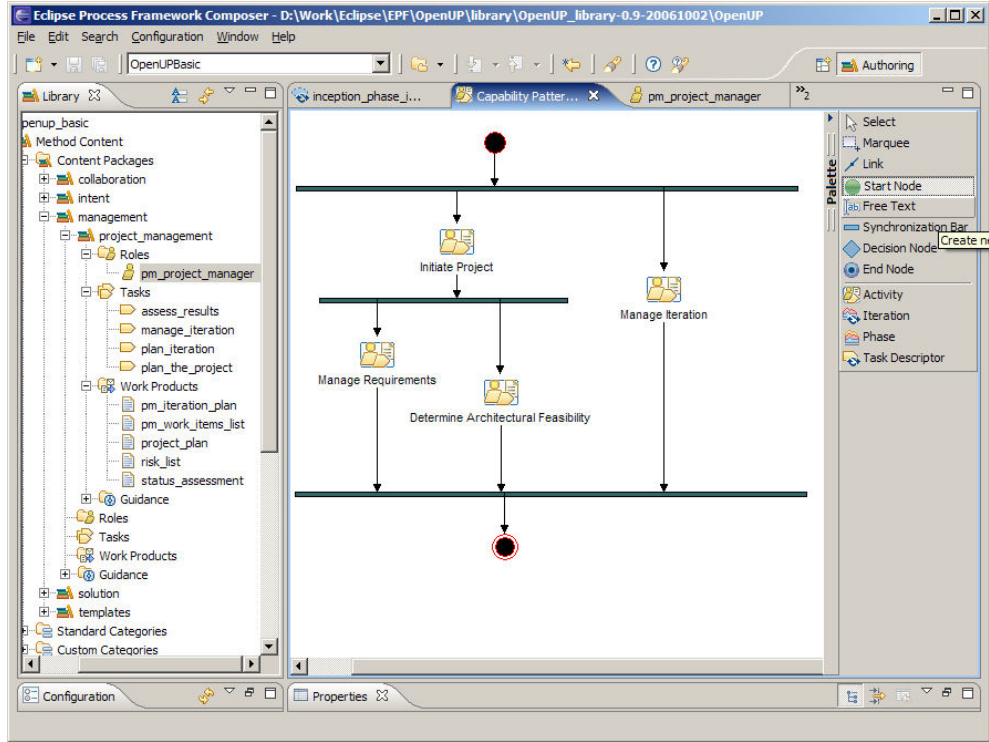 Eclipse Process Framework Composer - D:\Work\Eclipse\EPF\OpenUP\library\OpenUP_library-0.9-20061002\OpenUP
File Edit Search Configuration Window Help
OpenUPBasic
Authoring
Library
inception_phase_i...
Capability Patter...
pm_project_manager
»2
penup_basic
Method Content
Content Packages
collaboration
intent
management
project_management
Roles
pm_project_manager
Tasks
assess_results
manage_iteration
plan_iteration
plan_the_project
Work Products
pm_iteration_plan
pm_work_items_list
project_plan
risk_list
status_assessment
Guidance
Roles
Tasks
Work Products
Guidance
solution
templates
Standard Categories
Custom Categories
Initiate Project
Manage Iteration
Manage Requirements
Determine Architectural Feasibility
Palette
Select
Marquee
Link
Start Node
Free Text
Synchronization Bar
Create ne
Decision Node
End Node
Activity
Iteration
Phase
Task Descriptor
Configuration
Properties